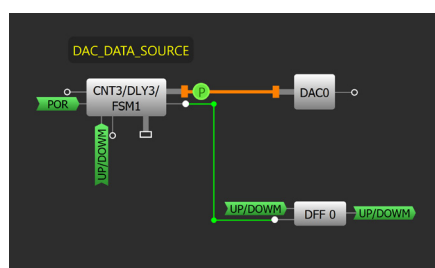 DAC_DATA_SOURCE
CNT3/DLY3/
FSM1
P
DAC0
POR
UP/DOWM
UP/DOWM
DFF 0
UP/DOWM